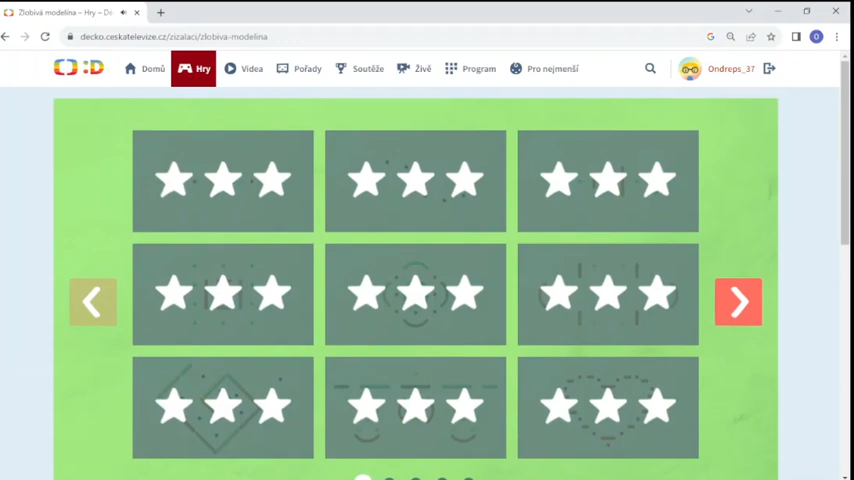 Zlobivá modelína – Hry – Dé
decko.ceskatelevize.cz/zizalaci/zlobiva-modelina
:D Domů Hry Videa Pořady Soutěže Živě Program Pro nejmenší Ondreps_37